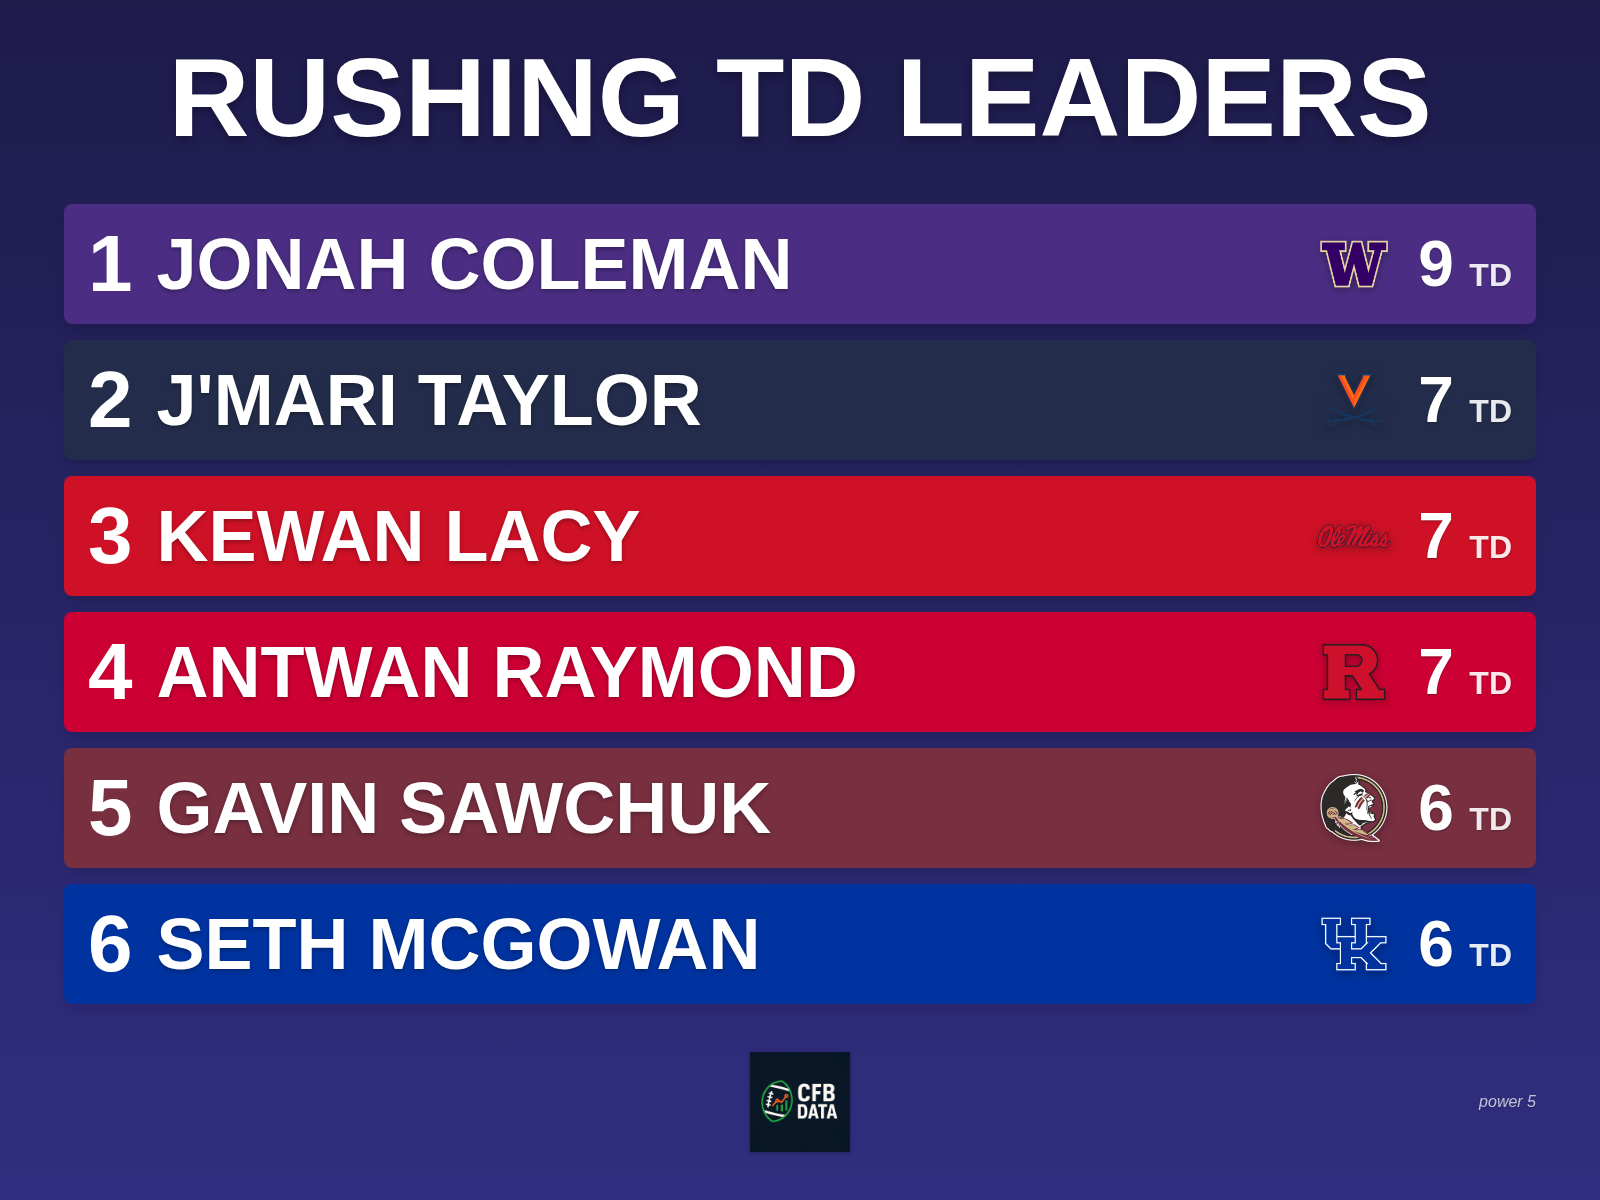 RUSHING TD LEADERS
1 JONAH COLEMAN W 9 TD
2 J'MARI TAYLOR V 7 TD
3 KEWAN LACY Ole Miss 7 TD
4 ANTWAN RAYMOND R 7 TD
5 GAVIN SAWCHUK 6 TD
6 SETH MCGOWAN UK 6 TD
CFB
DATA
power 5